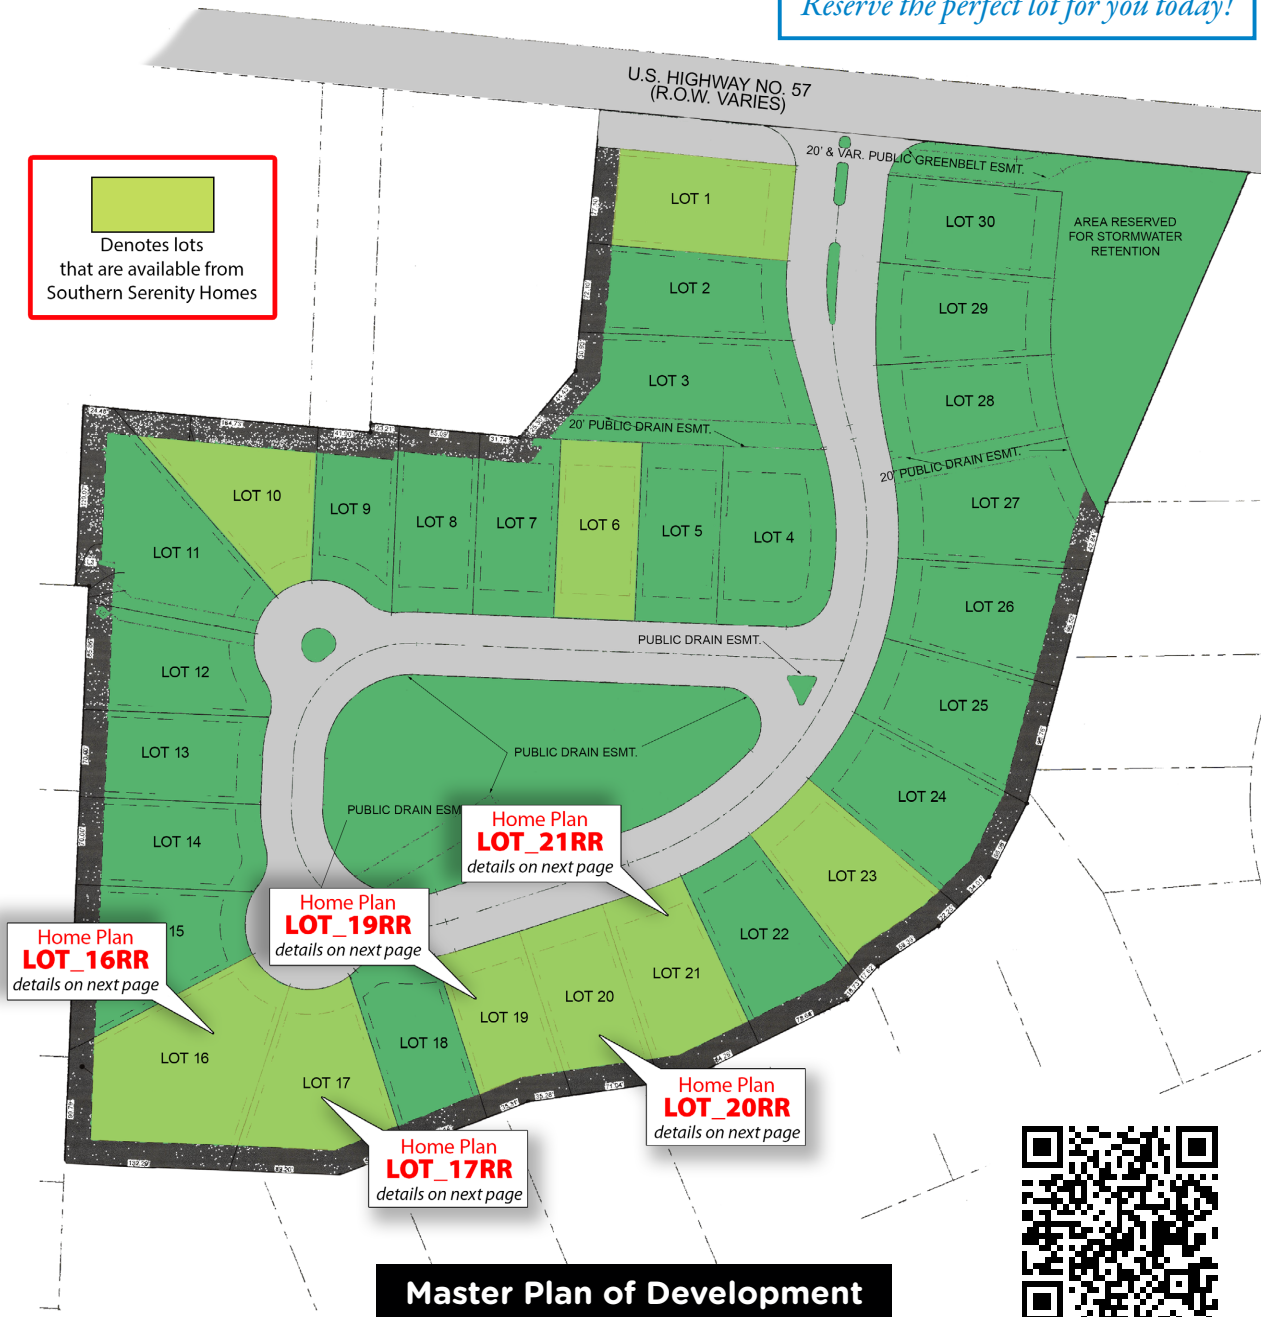 Reserve the perfect lot for you today!
U.S. HIGHWAY NO. 57
(R.O.W. VARIES)
20' & VAR. PUBLIC GREENBELT ESMT.
Denotes lots
that are available from
Southern Serenity Homes
LOT 1
LOT 30
AREA RESERVED
FOR STORMWATER
RETENTION
LOT 2
LOT 29
LOT 3
LOT 28
20' PUBLIC DRAIN ESMT.
20' PUBLIC DRAIN ESMT.
LOT 10
LOT 9
LOT 8
LOT 7
LOT 6
LOT 5
LOT 4
LOT 27
LOT 11
LOT 26
PUBLIC DRAIN ESMT.
LOT 12
LOT 25
LOT 13
PUBLIC DRAIN ESMT.
LOT 24
PUBLIC DRAIN ESM
LOT 14
Home Plan
LOT_21RR
details on next page
LOT 23
Home Plan
LOT_19RR
details on next page
15
LOT 22
Home Plan
LOT_16RR
details on next page
LOT 21
LOT 20
LOT 19
LOT 18
LOT 16
LOT 17
Home Plan
LOT_20RR
details on next page
Home Plan
LOT_17RR
details on next page
Master Plan of Development